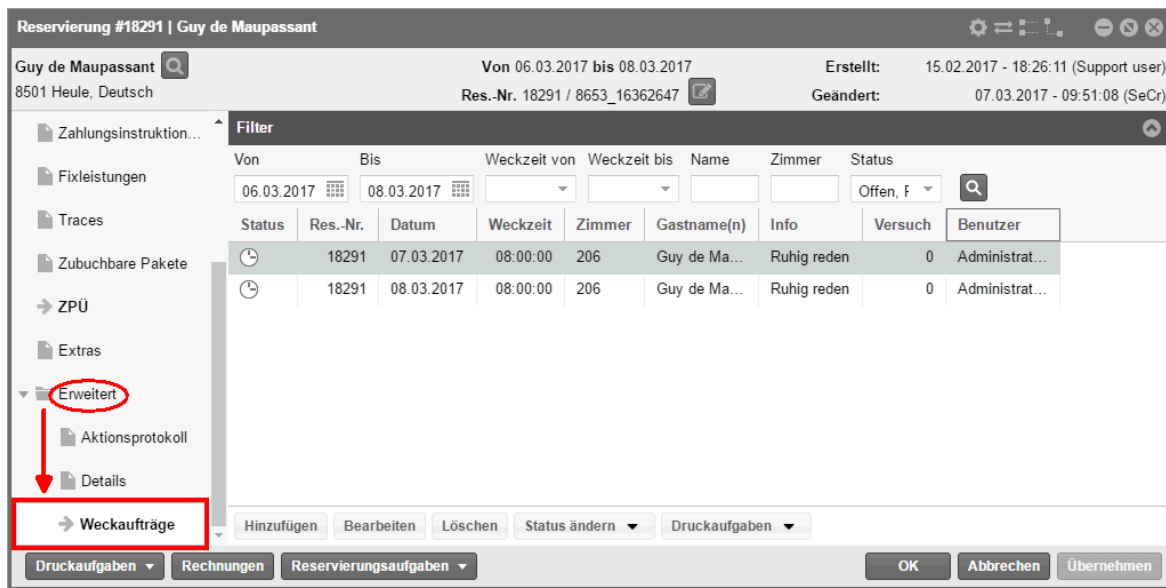 Reservierung #18291 | Guy de Maupassant
Guy de Maupassant
Von 06.03.2017 bis 08.03.2017
Erstellt: 15.02.2017 - 18:26:11 (Support user)
8501 Heule, Deutsch
Res.-Nr. 18291 / 8653_16362647
Geändert: 07.03.2017 - 09:51:08 (SeCr)
Zahlungsinstruktion...
Fixleistungen
Traces
Zubuchbare Pakete
ZPÜ
Extras
Erweitert
Aktionsprotokoll
Details
Weckaufträge
Filter
Von Bis Weckzeit von Weckzeit bis Name Zimmer Status
06.03.2017 08.03.2017 Offen, F
Status Res.-Nr. Datum Weckzeit Zimmer Gastname(n) Info Versuch Benutzer
18291 07.03.2017 08:00:00 206 Guy de Ma... Ruhig reden 0 Administrat...
18291 08.03.2017 08:00:00 206 Guy de Ma... Ruhig reden 0 Administrat...
Hinzufügen Bearbeiten Löschen Status ändern Druckaufgaben
Druckaufgaben Rechnungen Reservierungsaufgaben OK Abbrechen Übernehmen